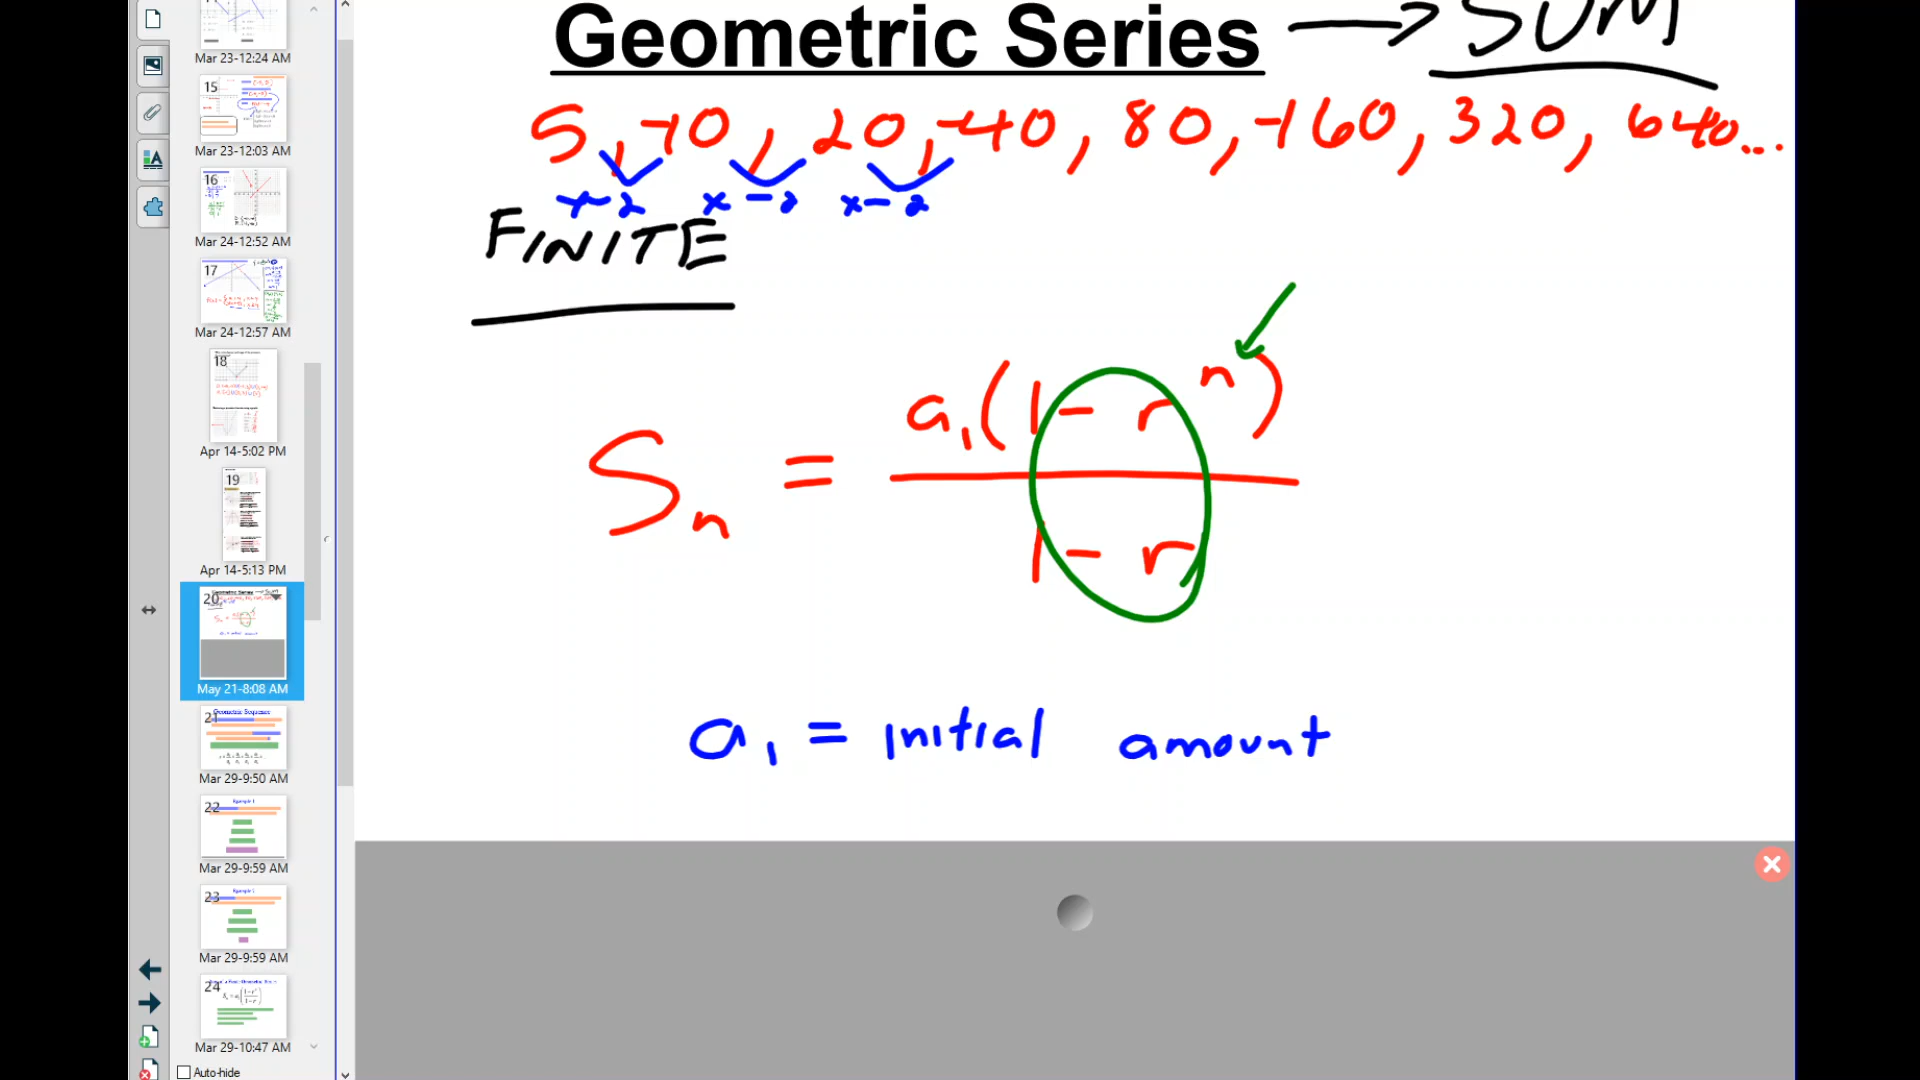 Geometric Series → SUM
5, -10, 20, -40, 80, -160, 320, 640...
x-2 x-2 x-2
FINITE
Sn = a1(1 - r^n) / 1 - r
a1 = initial amount
Mar 23-12:24 AM
15
Mar 23-12:03 AM
16
Mar 24-12:52 AM
17
Mar 24-12:57 AM
18
Apr 14-5:02 PM
19
Apr 14-5:13 PM
20
May 21-8:08 AM
21
Geometric Sequence
Mar 29-9:50 AM
22
Example 1
Mar 29-9:59 AM
23
Mar 29-9:59 AM
24
Mar 29-10:47 AM
Auto-hide